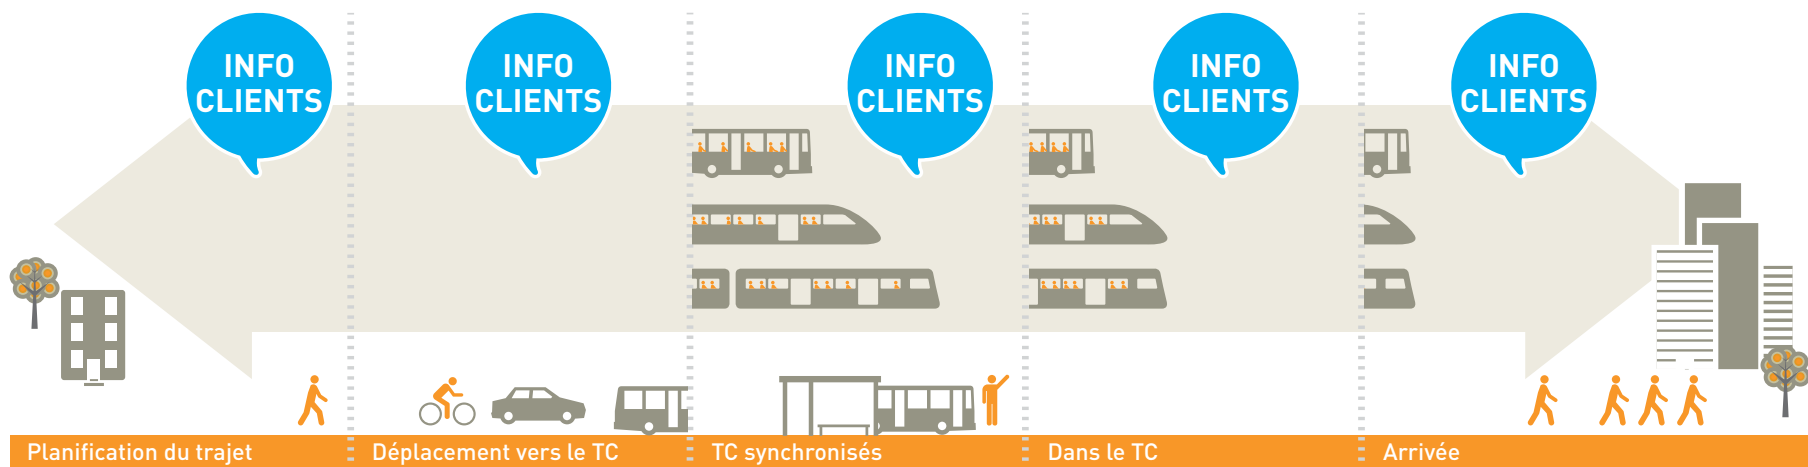 INFO
CLIENTS
INFO
CLIENTS
INFO
CLIENTS
INFO
CLIENTS
INFO
CLIENTS
Planification du trajet
Déplacement vers le TC
TC synchronisés
Dans le TC
Arrivée